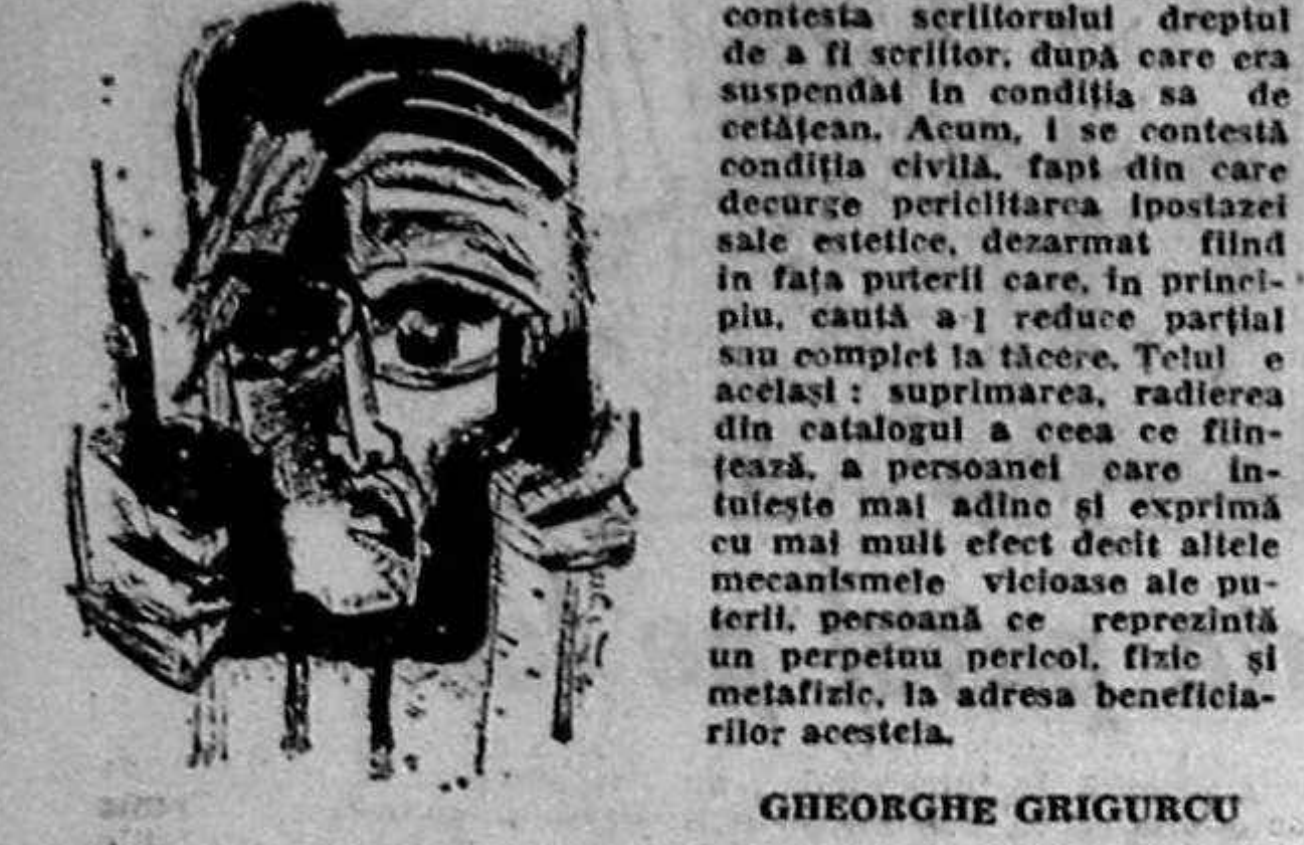 contesta scriitorului dreptul
de a fi scriitor, după care era
suspendat în condiția sa de
cetățean. Acum, i se contestă
condiția civilă, fapt din care
decurge periclitarea ipostazei
sale estetice, dezarmat fiind
în fața puterii care, în princi-
piu, caută a-l reduce parțial
sau complet la tăcere. Țelul e
același : suprimarea, radierea
din catalogul a ceea ce ființ-
țează, a persoanei care in-
tuiește mai adînc și exprimă
cu mai mult efect decît altele
mecanismele vicioase ale pu-
terii, persoană ce reprezintă
un perpetuu pericol, fizic și
metafizic, la adresa beneficia-
rilor acesteia.
GHEORGHE GRIGURCU